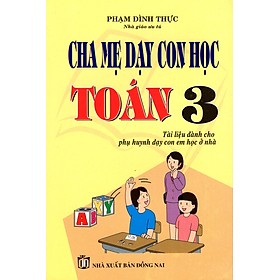 PHẠM ĐÌNH THỰC
Nhà giáo ưu tú
CHA MẸ DẠY CON HỌC
TOÁN 3
Tài liệu dành cho
phụ huynh dạy con em học ở nhà
A
Y
NHÀ XUẤT BẢN ĐỒNG NAI